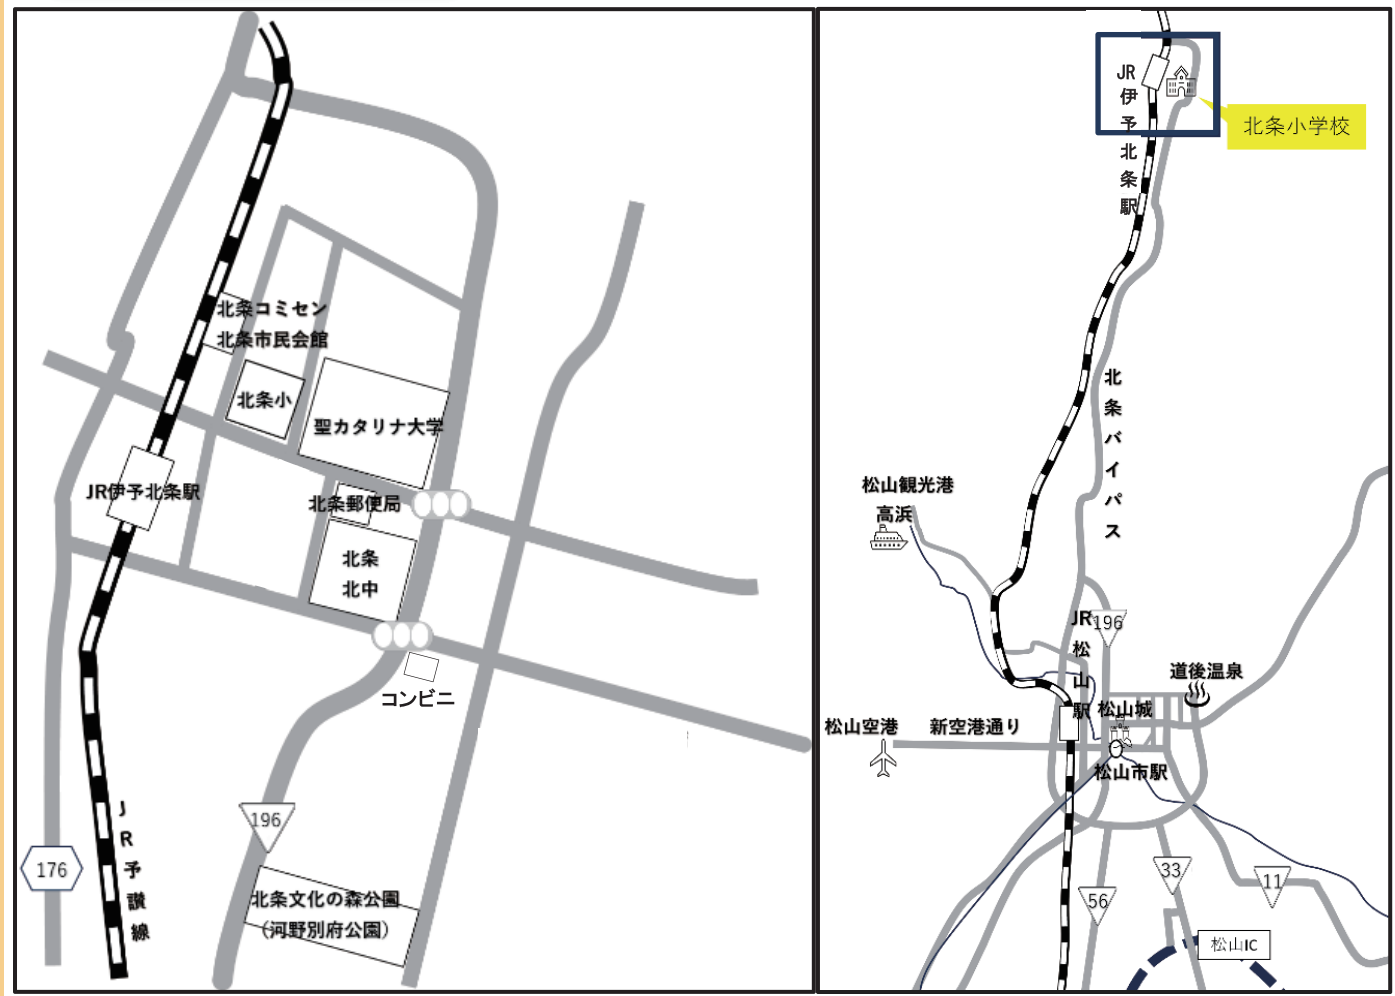 北条コミセン
北条市民会館
北条小
聖カタリナ大学
JR伊予北条駅
北条郵便局
北条
北中
コンビニ
196
176
JR予讃線
北条文化の森公園
（河野別府公園）
JR伊予北条駅
北条小学校
北条バイパス
松山観光港
高浜
JR松山駅
196
道後温泉
松山城
松山空港
新空港通り
松山市駅
33
11
56
松山IC